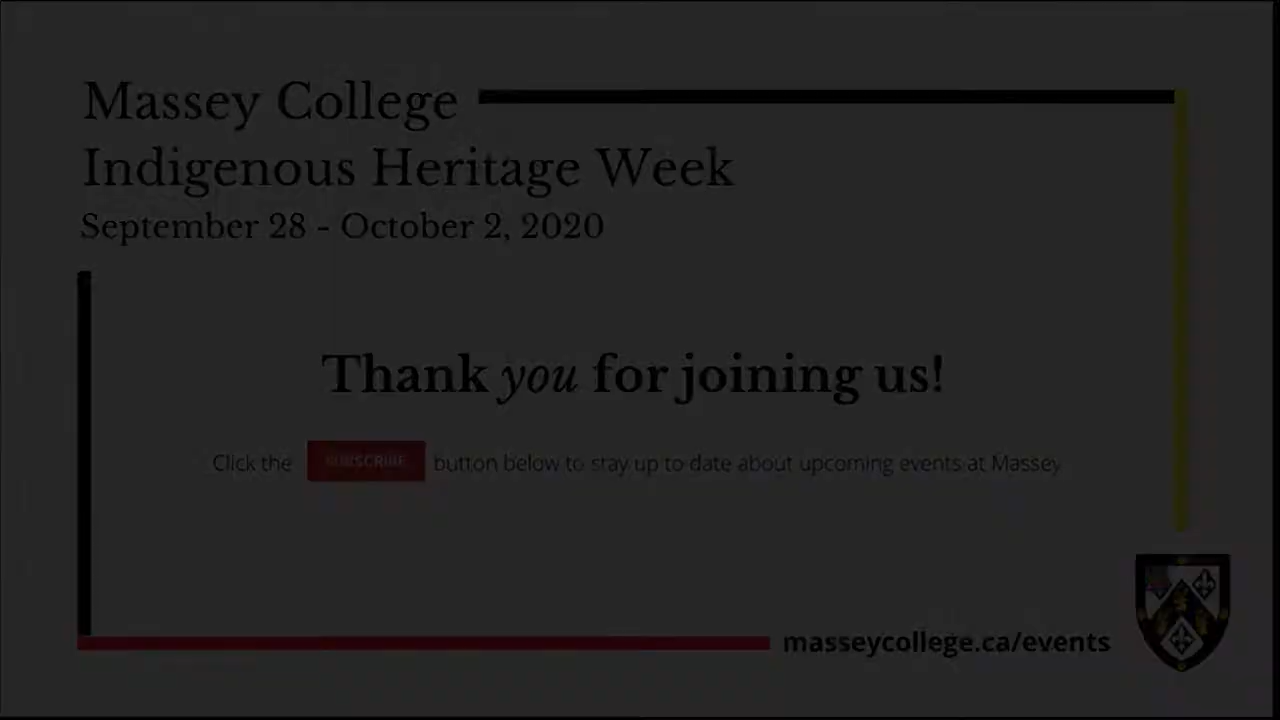 Massey College
Indigenous Heritage Week
September 28 - October 2, 2020
Thank you for joining us!
Click the SUBSCRIBE button below to stay up to date about upcoming events at Massey
masseycollege.ca/events